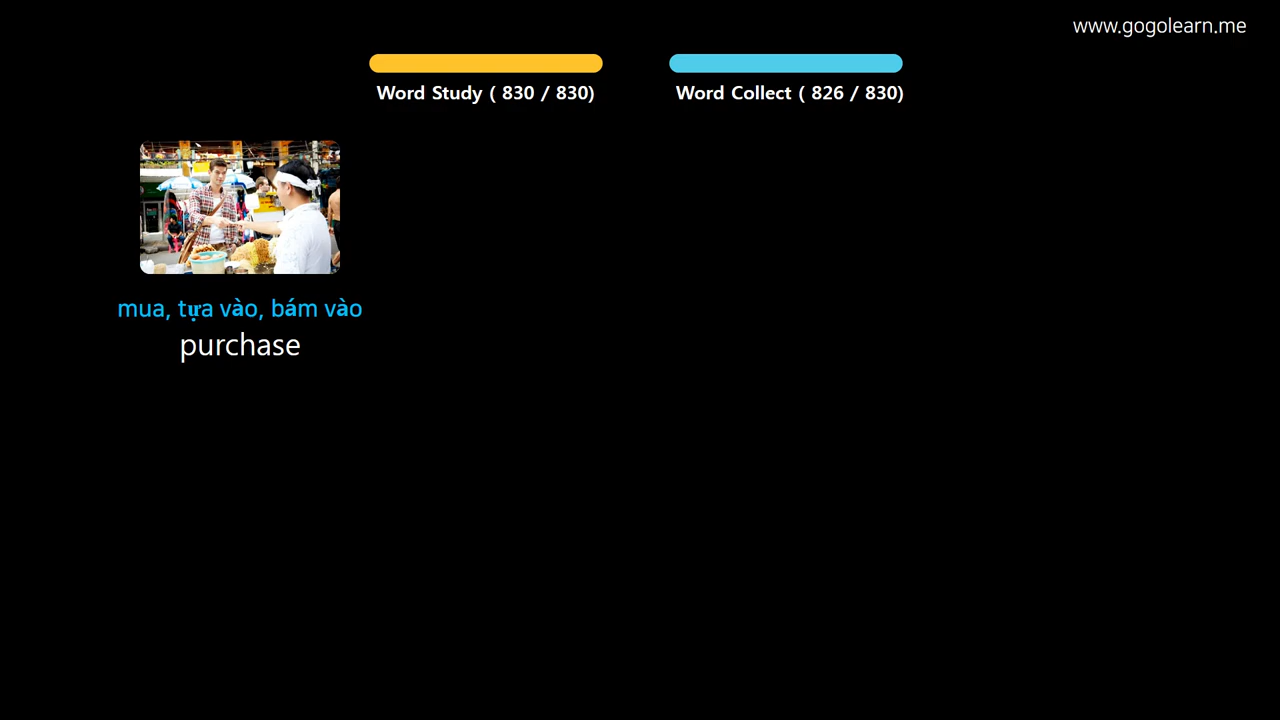 www.gogolearn.me
Word Study ( 830 / 830)
Word Collect ( 826 / 830)
mua, tựa vào, bám vào
purchase